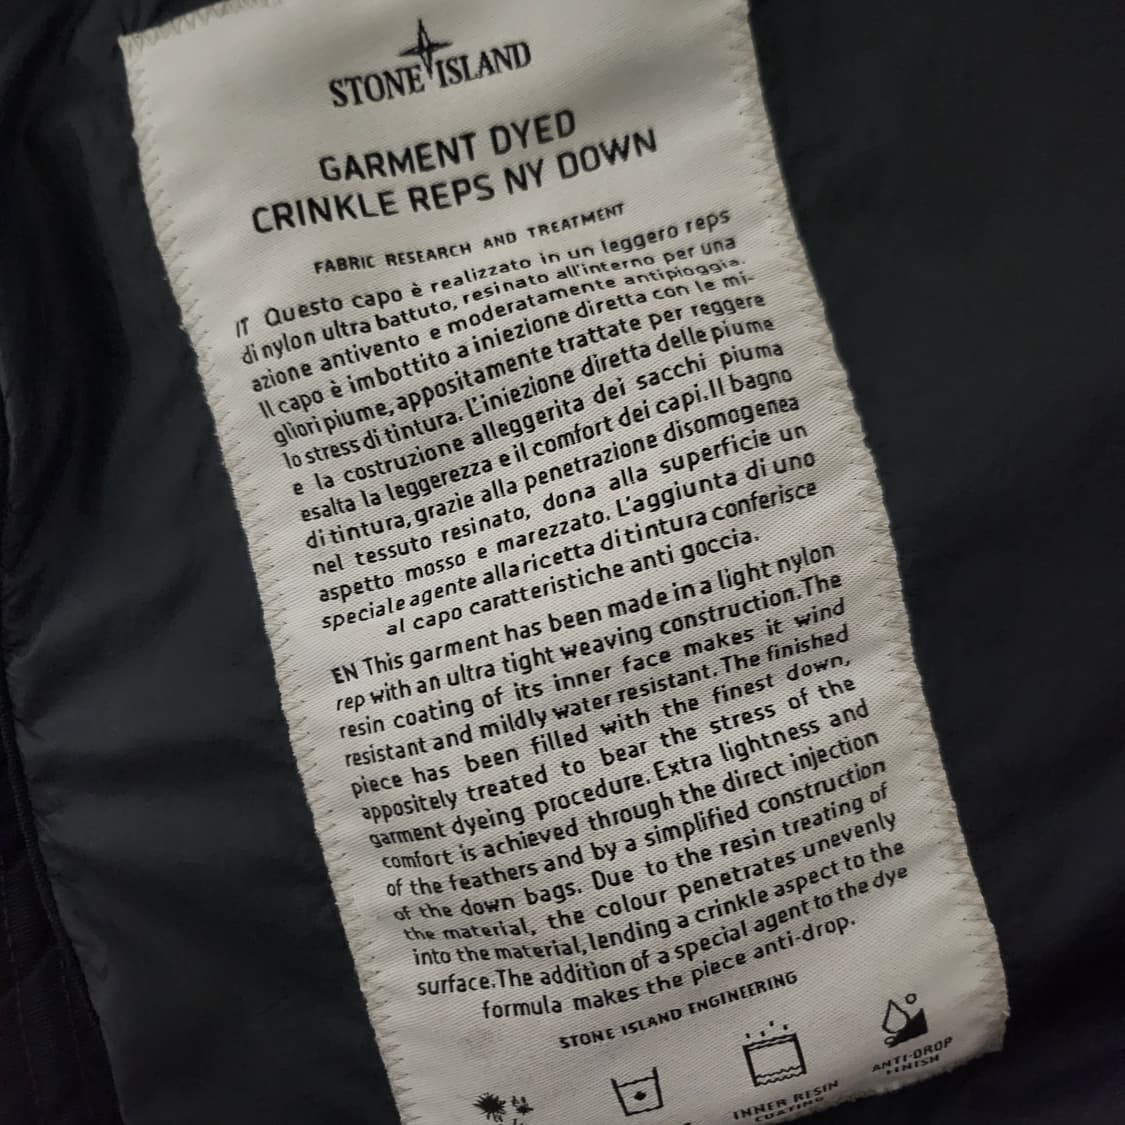 STONE ISLAND
GARMENT DYED
CRINKLE REPS NY DOWN
FABRIC RESEARCH AND TREATMENT
IT Questo capo è realizzato in un leggero reps
di nylon ultra battuto, resinato all'interno per una
azione antivento e moderatamente antipioggia.
Il capo è imbottito a iniezione diretta con le mi-
gliori piume, appositamente trattate per reggere
lo stress di tintura. L'iniezione diretta delle piume
e la costruzione alleggerita dei sacchi piuma
esalta la leggerezza e il comfort dei capi. Il bagno
di tintura, grazie alla penetrazione disomogenea
nel tessuto resinato, dona alla superficie un
aspetto mosso e marezzato. L'aggiunta di uno
speciale agente alla ricetta di tintura conferisce
al capo caratteristiche anti goccia.
EN This garment has been made in a light nylon
rep with an ultra tight weaving construction. The
resin coating of its inner face makes it wind
resistant and mildly water resistant. The finished
piece has been filled with the finest down,
appositely treated to bear the stress of the
garment dyeing procedure. Extra lightness and
comfort is achieved through the direct injection
of the feathers and by a simplified construction
of the down bags. Due to the resin treating of
the material, the colour penetrates unevenly
into the material, lending a crinkle aspect to the
surface. The addition of a special agent to the dye
formula makes the piece anti-drop.
STONE ISLAND ENGINEERING
ANTI-DROP
FINISH
INNER RESIN
COATING